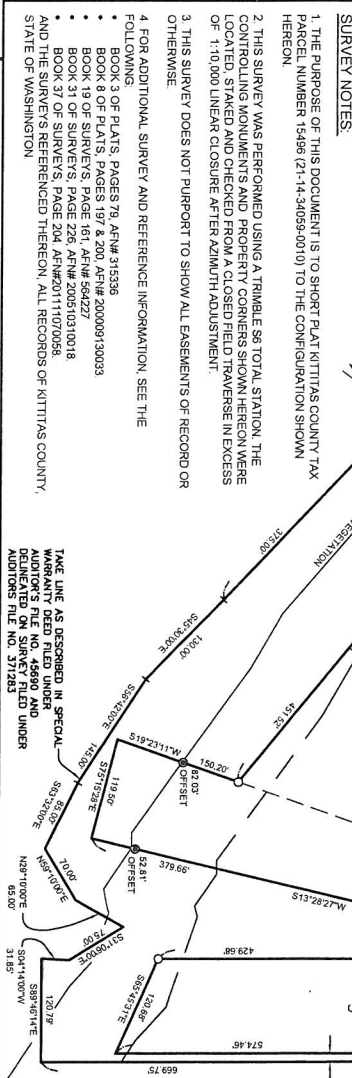 SURVEY NOTES:
1. THE PURPOSE OF THIS DOCUMENT IS TO SHORT PLAT KITTITAS COUNTY TAX
PARCEL NUMBER 15496 (21-14-34059-0010) TO THE CONFIGURATION SHOWN
HEREON.
2. THIS SURVEY WAS PERFORMED USING A TRIMBLE S6 TOTAL STATION. THE
CONTROLLING MONUMENTS AND PROPERTY CORNERS SHOWN HEREON WERE
LOCATED, STAKED AND CHECKED FROM A CLOSED FIELD TRAVERSE IN EXCESS
OF 1:10,000 LINEAR CLOSURE AFTER AZIMUTH ADJUSTMENT.
3. THIS SURVEY DOES NOT PURPORT TO SHOW ALL EASEMENTS OF RECORD OR
OTHERWISE.
4. FOR ADDITIONAL SURVEY AND REFERENCE INFORMATION, SEE THE
FOLLOWING:
• BOOK 3 OF PLATS, PAGES 79, AFN# 315336
• BOOK 8 OF PLATS, PAGES 197 & 200, AFN# 200009130033
• BOOK 19 OF SURVEYS, PAGE 161, AFN# 564227
• BOOK 31 OF SURVEYS, PAGE 226, AFN# 200510310018
• BOOK 37 OF SURVEYS, PAGE 204, AFN#201111070058
AND THE SURVEYS REFERENCED THEREON, ALL RECORDS OF KITTITAS COUNTY,
STATE OF WASHINGTON
VEGETATION
375.00'
S45°30'00"E
130.00'
451.52'
S56°42'00"E
145.00'
S19°23'11"W
150.20'
82.03'
OFFSET
S75°15'28"E
119.50'
S63°32'00"E
85.00'
52.81'
OFFSET
379.66'
S13°28'27"W
N59°10'00"E
70.00'
N29°10'00"E
65.00'
S31°06'00"E
75.00'
S04°14'00"W
31.85'
S89°46'14"E
120.79'
S65°45'31"E
120.68'
429.68'
574.46'
669.75'
TAKE LINE AS DESCRIBED IN SPECIAL
WARRANTY DEED FILED UNDER
AUDITOR'S FILE NO. 45690 AND
DELINEATED ON SURVEY FILED UNDER
AUDITORS FILE NO. 371283